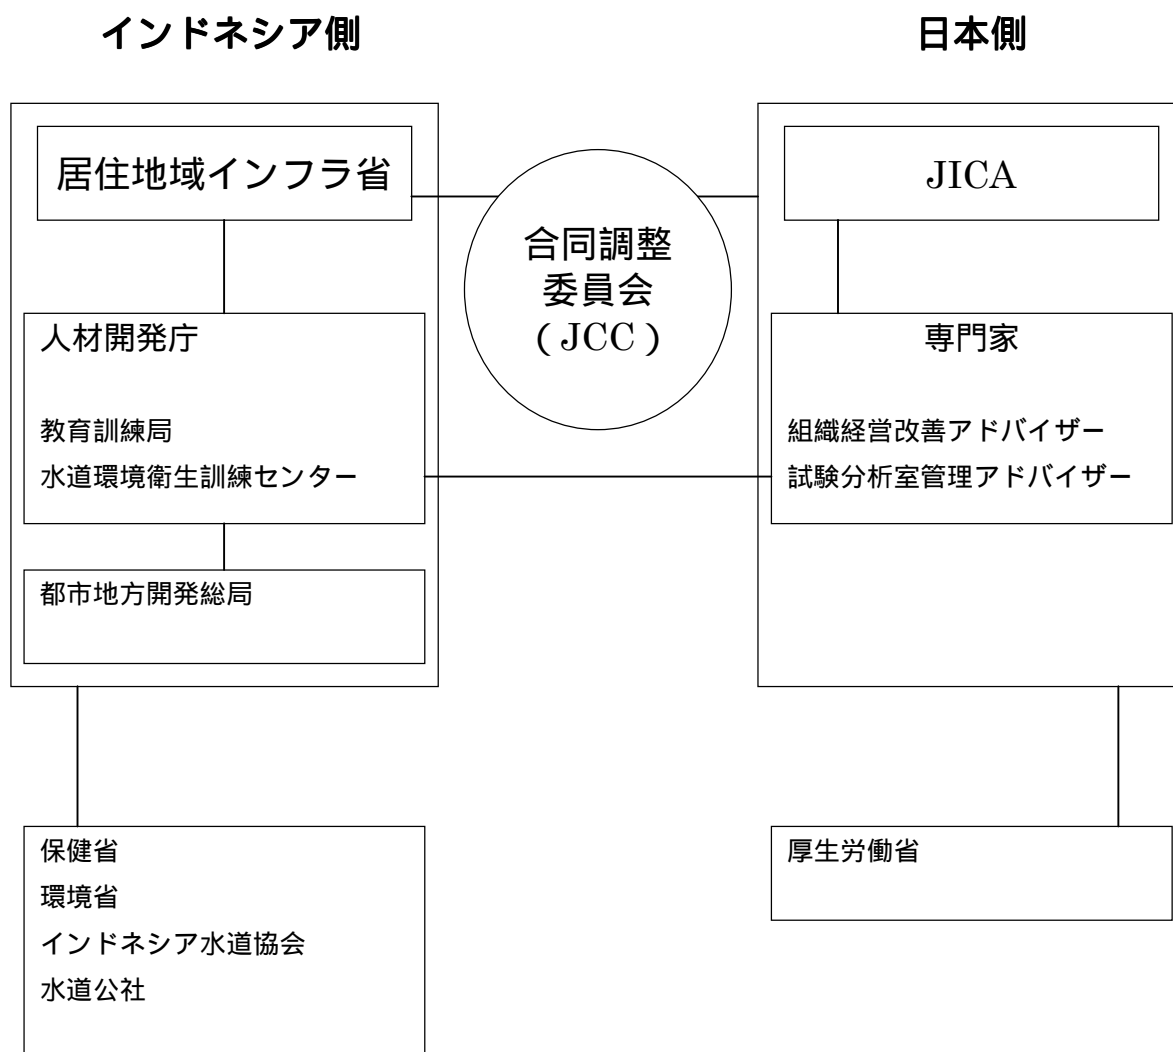 インドネシア側
日本側
居住地域インフラ省
合同調整
委員会
( JCC )
JICA
人材開発庁
教育訓練局
水道環境衛生訓練センター
専門家
組織経営改善アドバイザー
試験分析室管理アドバイザー
都市地方開発総局
保健省
環境省
インドネシア水道協会
水道公社
厚生労働省